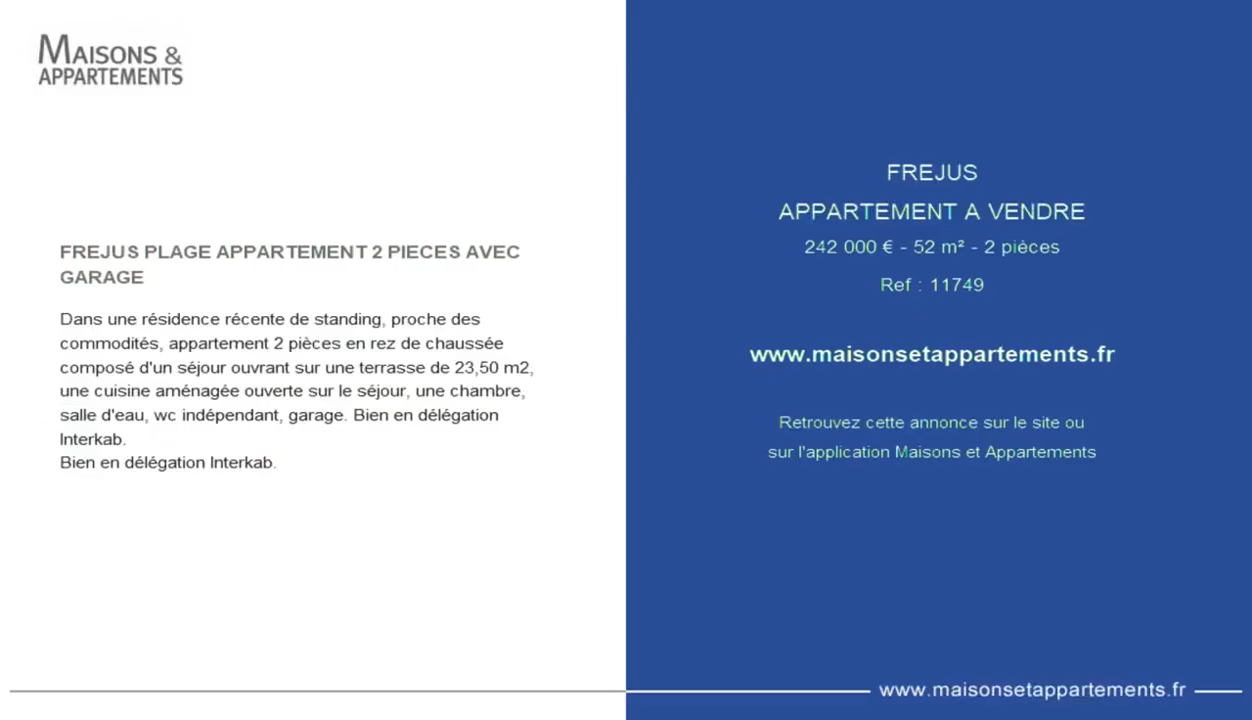 MAISONS &
APPARTEMENTS
FREJUS PLAGE APPARTEMENT 2 PIECES AVEC
GARAGE
Dans une résidence récente de standing, proche des
commodités, appartement 2 pièces en rez de chaussée
composé d'un séjour ouvrant sur une terrasse de 23,50 m2,
une cuisine aménagée ouverte sur le séjour, une chambre,
salle d'eau, wc indépendant, garage. Bien en délégation
Interkab.
Bien en délégation Interkab.
FREJUS
APPARTEMENT A VENDRE
242 000 € - 52 m² - 2 pièces
Ref : 11749
www.maisonsetappartements.fr
Retrouvez cette annonce sur le site ou
sur l'application Maisons et Appartements
www.maisonsetappartements.fr